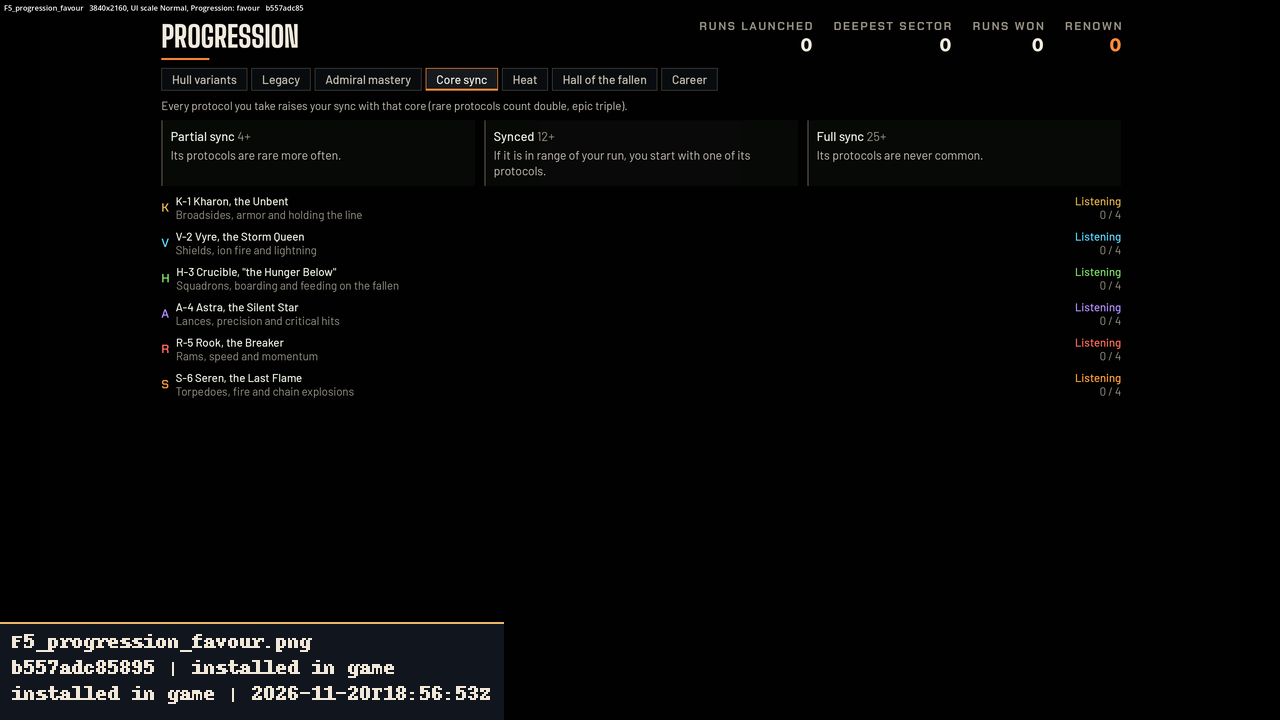 F5_progression_favour 3840x2160, UI scale Normal, Progression: favour b557adc85
PROGRESSION
RUNS LAUNCHED DEEPEST SECTOR RUNS WON RENOWN
0 0 0 0
Hull variants Legacy Admiral mastery Core sync Heat Hall of the fallen Career
Every protocol you take raises your sync with that core (rare protocols count double, epic triple).
Partial sync 4+
Its protocols are rare more often.
Synced 12+
If it is in range of your run, you start with one of its
protocols.
Full sync 25+
Its protocols are never common.
K K-1 Kharon, the Unbent Listening
Broadsides, armor and holding the line 0 / 4
V V-2 Vyre, the Storm Queen Listening
Shields, ion fire and lightning 0 / 4
H H-3 Crucible, "the Hunger Below" Listening
Squadrons, boarding and feeding on the fallen 0 / 4
A A-4 Astra, the Silent Star Listening
Lances, precision and critical hits 0 / 4
R R-5 Rook, the Breaker Listening
Rams, speed and momentum 0 / 4
S S-6 Seren, the Last Flame Listening
Torpedoes, fire and chain explosions 0 / 4
F5_progression_favour.png
b557adc85895 | installed in game
installed in game | 2026-11-20T18:56:53Z